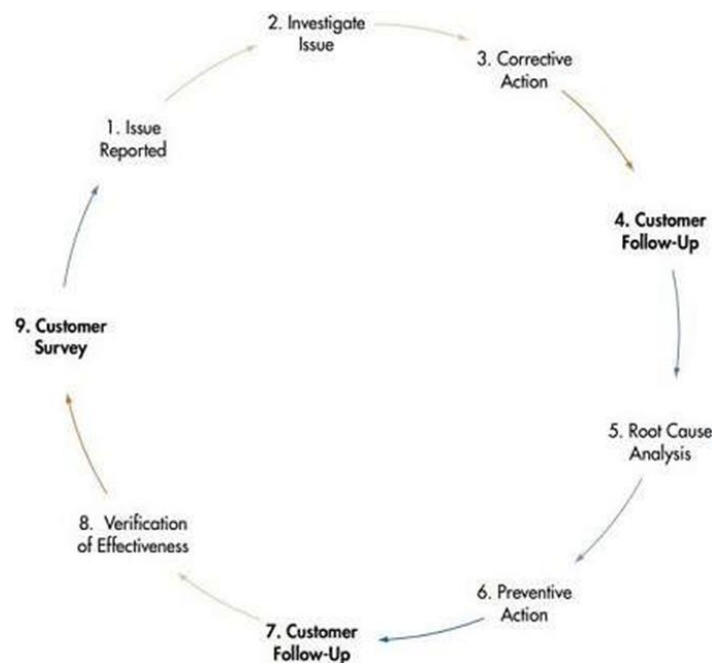 1. Issue
Reported
2. Investigate
Issue
3. Corrective
Action
4. Customer
Follow-Up
5. Root Cause
Analysis
6. Preventive
Action
7. Customer
Follow-Up
8. Verification
of Effectiveness
9. Customer
Survey